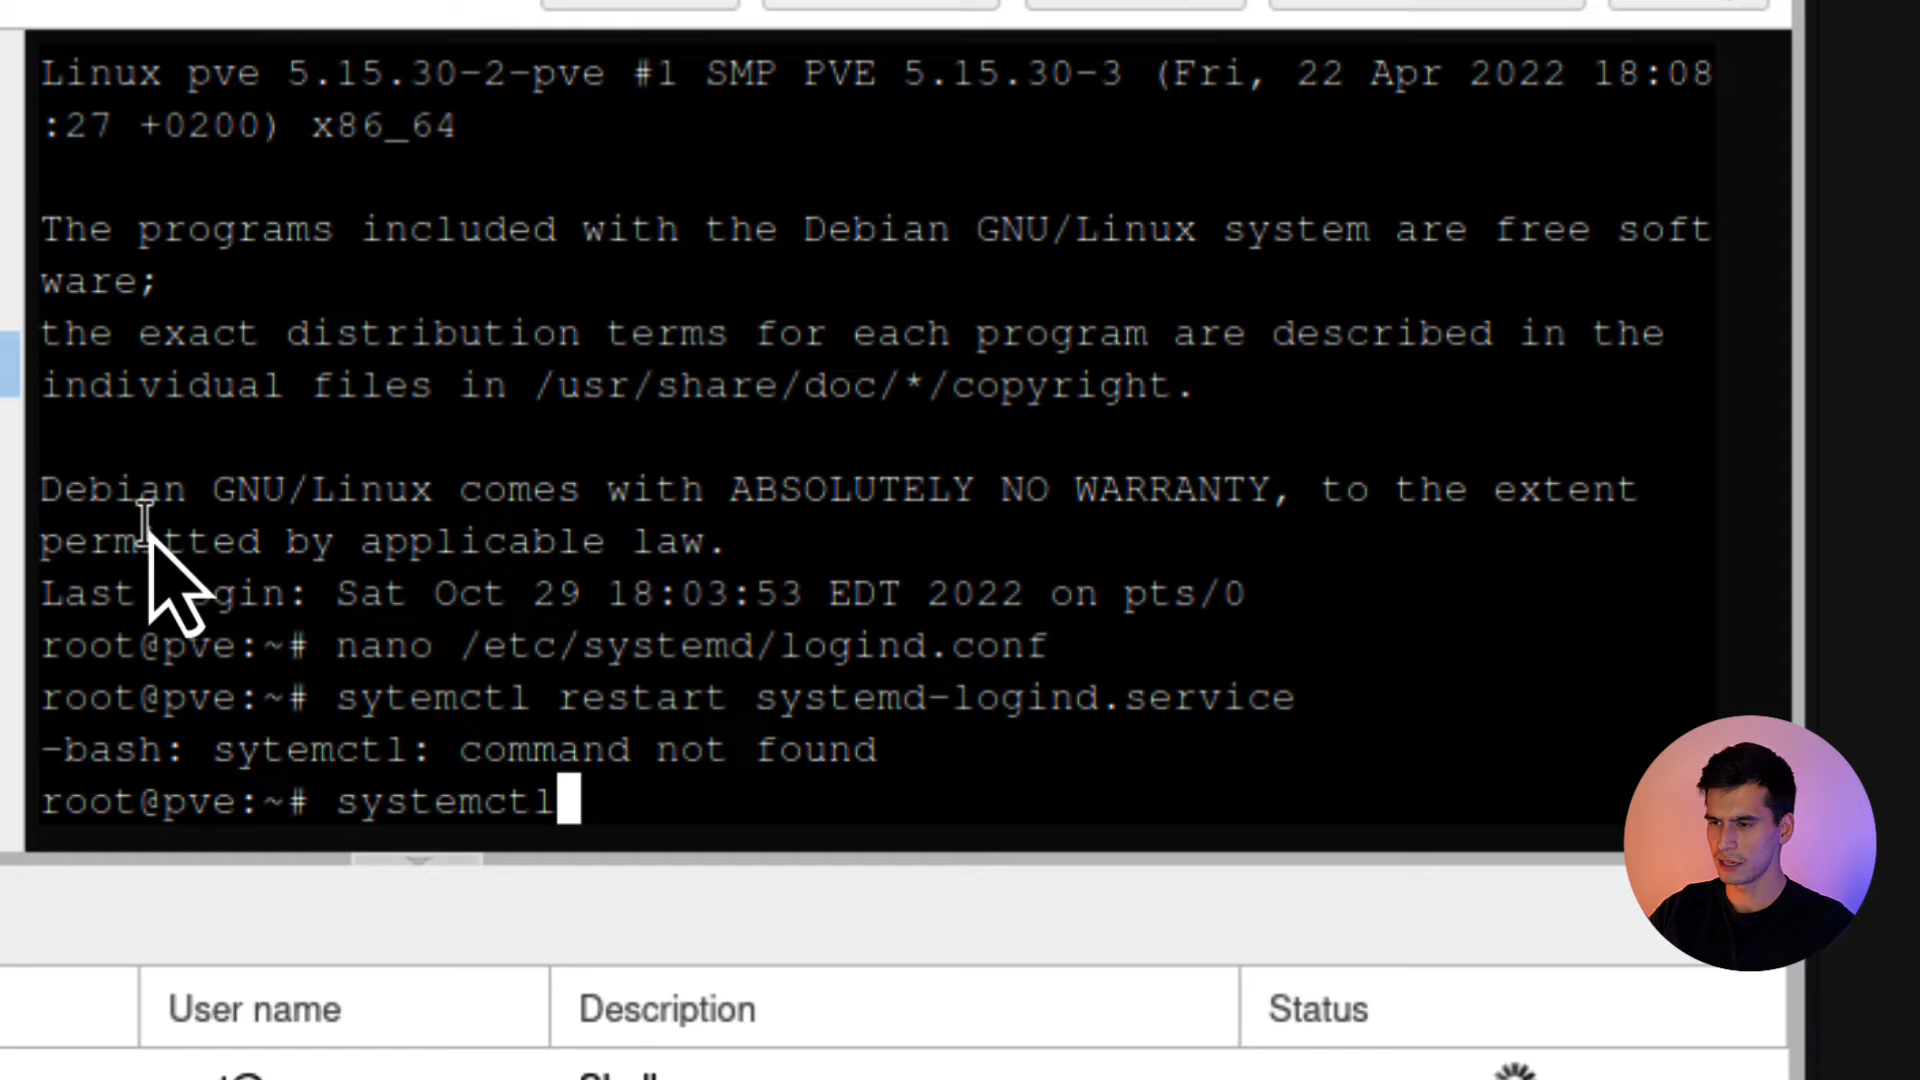 Linux pve 5.15.30-2-pve #1 SMP PVE 5.15.30-3 (Fri, 22 Apr 2022 18:08
:27 +0200) x86_64
The programs included with the Debian GNU/Linux system are free soft
ware;
the exact distribution terms for each program are described in the
individual files in /usr/share/doc/*/copyright.
Debian GNU/Linux comes with ABSOLUTELY NO WARRANTY, to the extent
permitted by applicable law.
Last login: Sat Oct 29 18:03:53 EDT 2022 on pts/0
root@pve:~# nano /etc/systemd/logind.conf
root@pve:~# sytemctl restart systemd-logind.service
-bash: sytemctl: command not found
root@pve:~# systemctl
User name Description Status